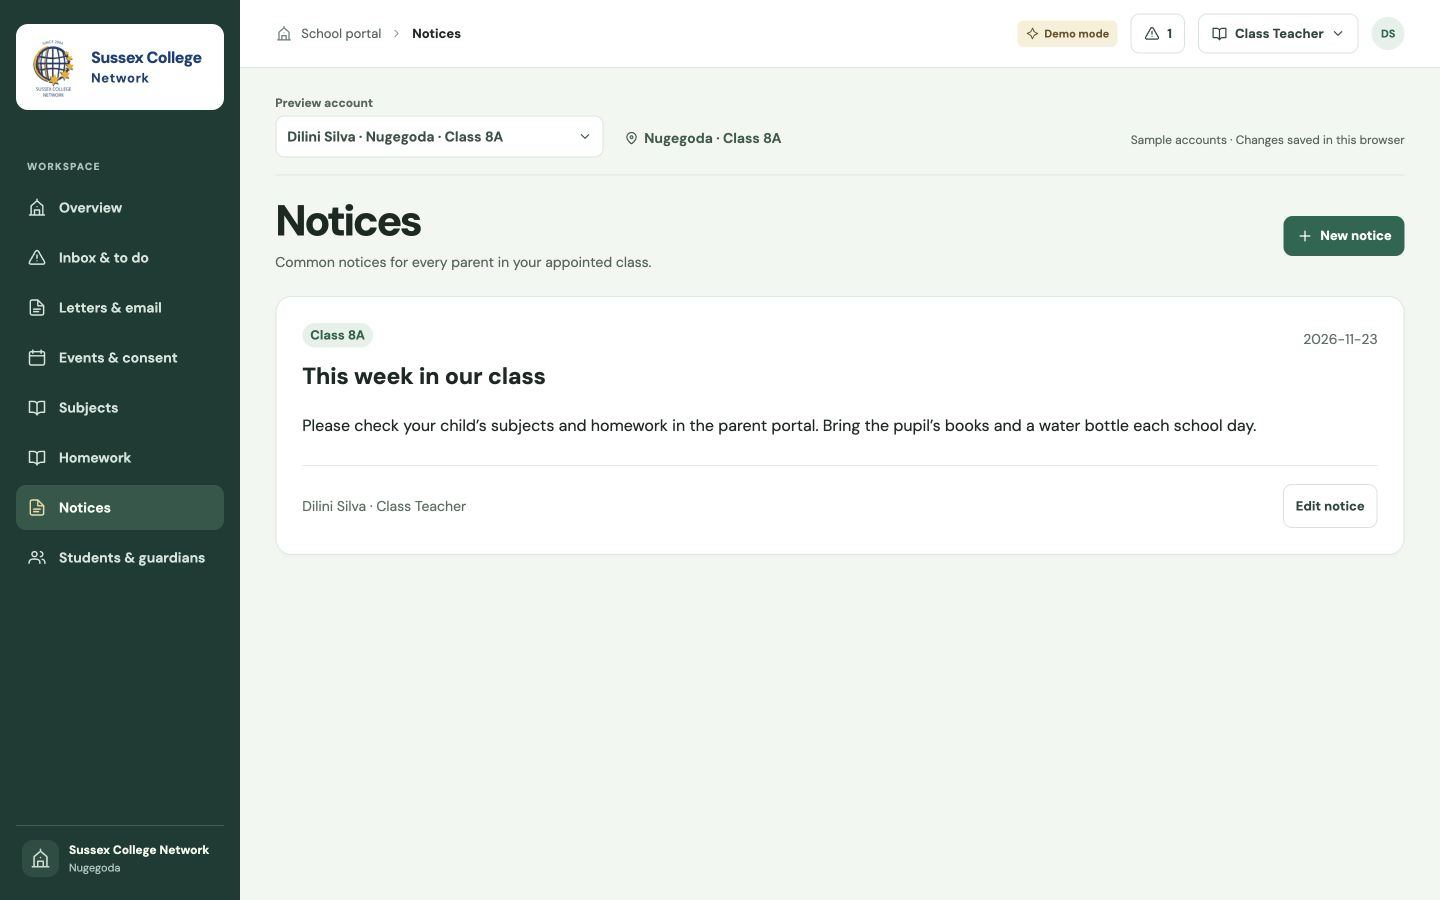 SINCE 2004
SUSSEX COLLEGE
NETWORK
Sussex College
Network
School portal
Notices
Demo mode
1
Class Teacher
DS
Preview account
Dilini Silva · Nugegoda · Class 8A
Nugegoda · Class 8A
Sample accounts · Changes saved in this browser
WORKSPACE
Overview
Inbox & to do
Letters & email
Events & consent
Subjects
Homework
Notices
Students & guardians
Notices
Common notices for every parent in your appointed class.
New notice
Class 8A
2026-11-23
This week in our class
Please check your child’s subjects and homework in the parent portal. Bring the pupil’s books and a water bottle each school day.
Dilini Silva · Class Teacher
Edit notice
Sussex College Network
Nugegoda